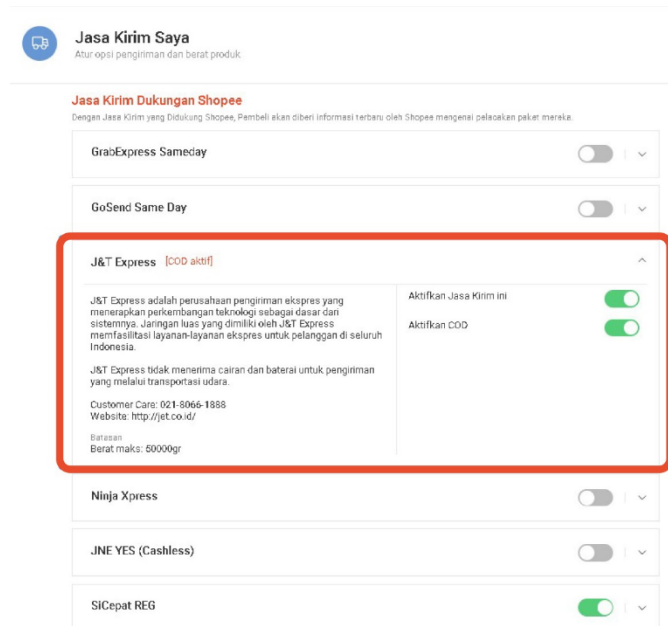 Jasa Kirim Saya
Atur opsi pengiriman dan berat produk
Jasa Kirim Dukungan Shopee
Dengan Jasa Kirim yang Didukung Shopee, Pembeli akan diberi informasi terbaru oleh Shopee mengenai pelacakan paket mereka.
GrabExpress Sameday
GoSend Same Day
J&T Express [COD aktif]
J&T Express adalah perusahaan pengiriman ekspres yang
menerapkan perkembangan teknologi sebagai dasar dari
sistemnya. Jaringan luas yang dimiliki oleh J&T Express
memfasilitasi layanan-layanan ekspres untuk pelanggan di seluruh
Indonesia.
J&T Express tidak menerima cairan dan baterai untuk pengiriman
yang melalui transportasi udara.
Customer Care: 021-8066-1888
Website: http://jet.co.id/
Batasan
Berat maks: 50000gr
Aktifkan Jasa Kirim ini
Aktifkan COD
Ninja Xpress
JNE YES (Cashless)
SiCepat REG